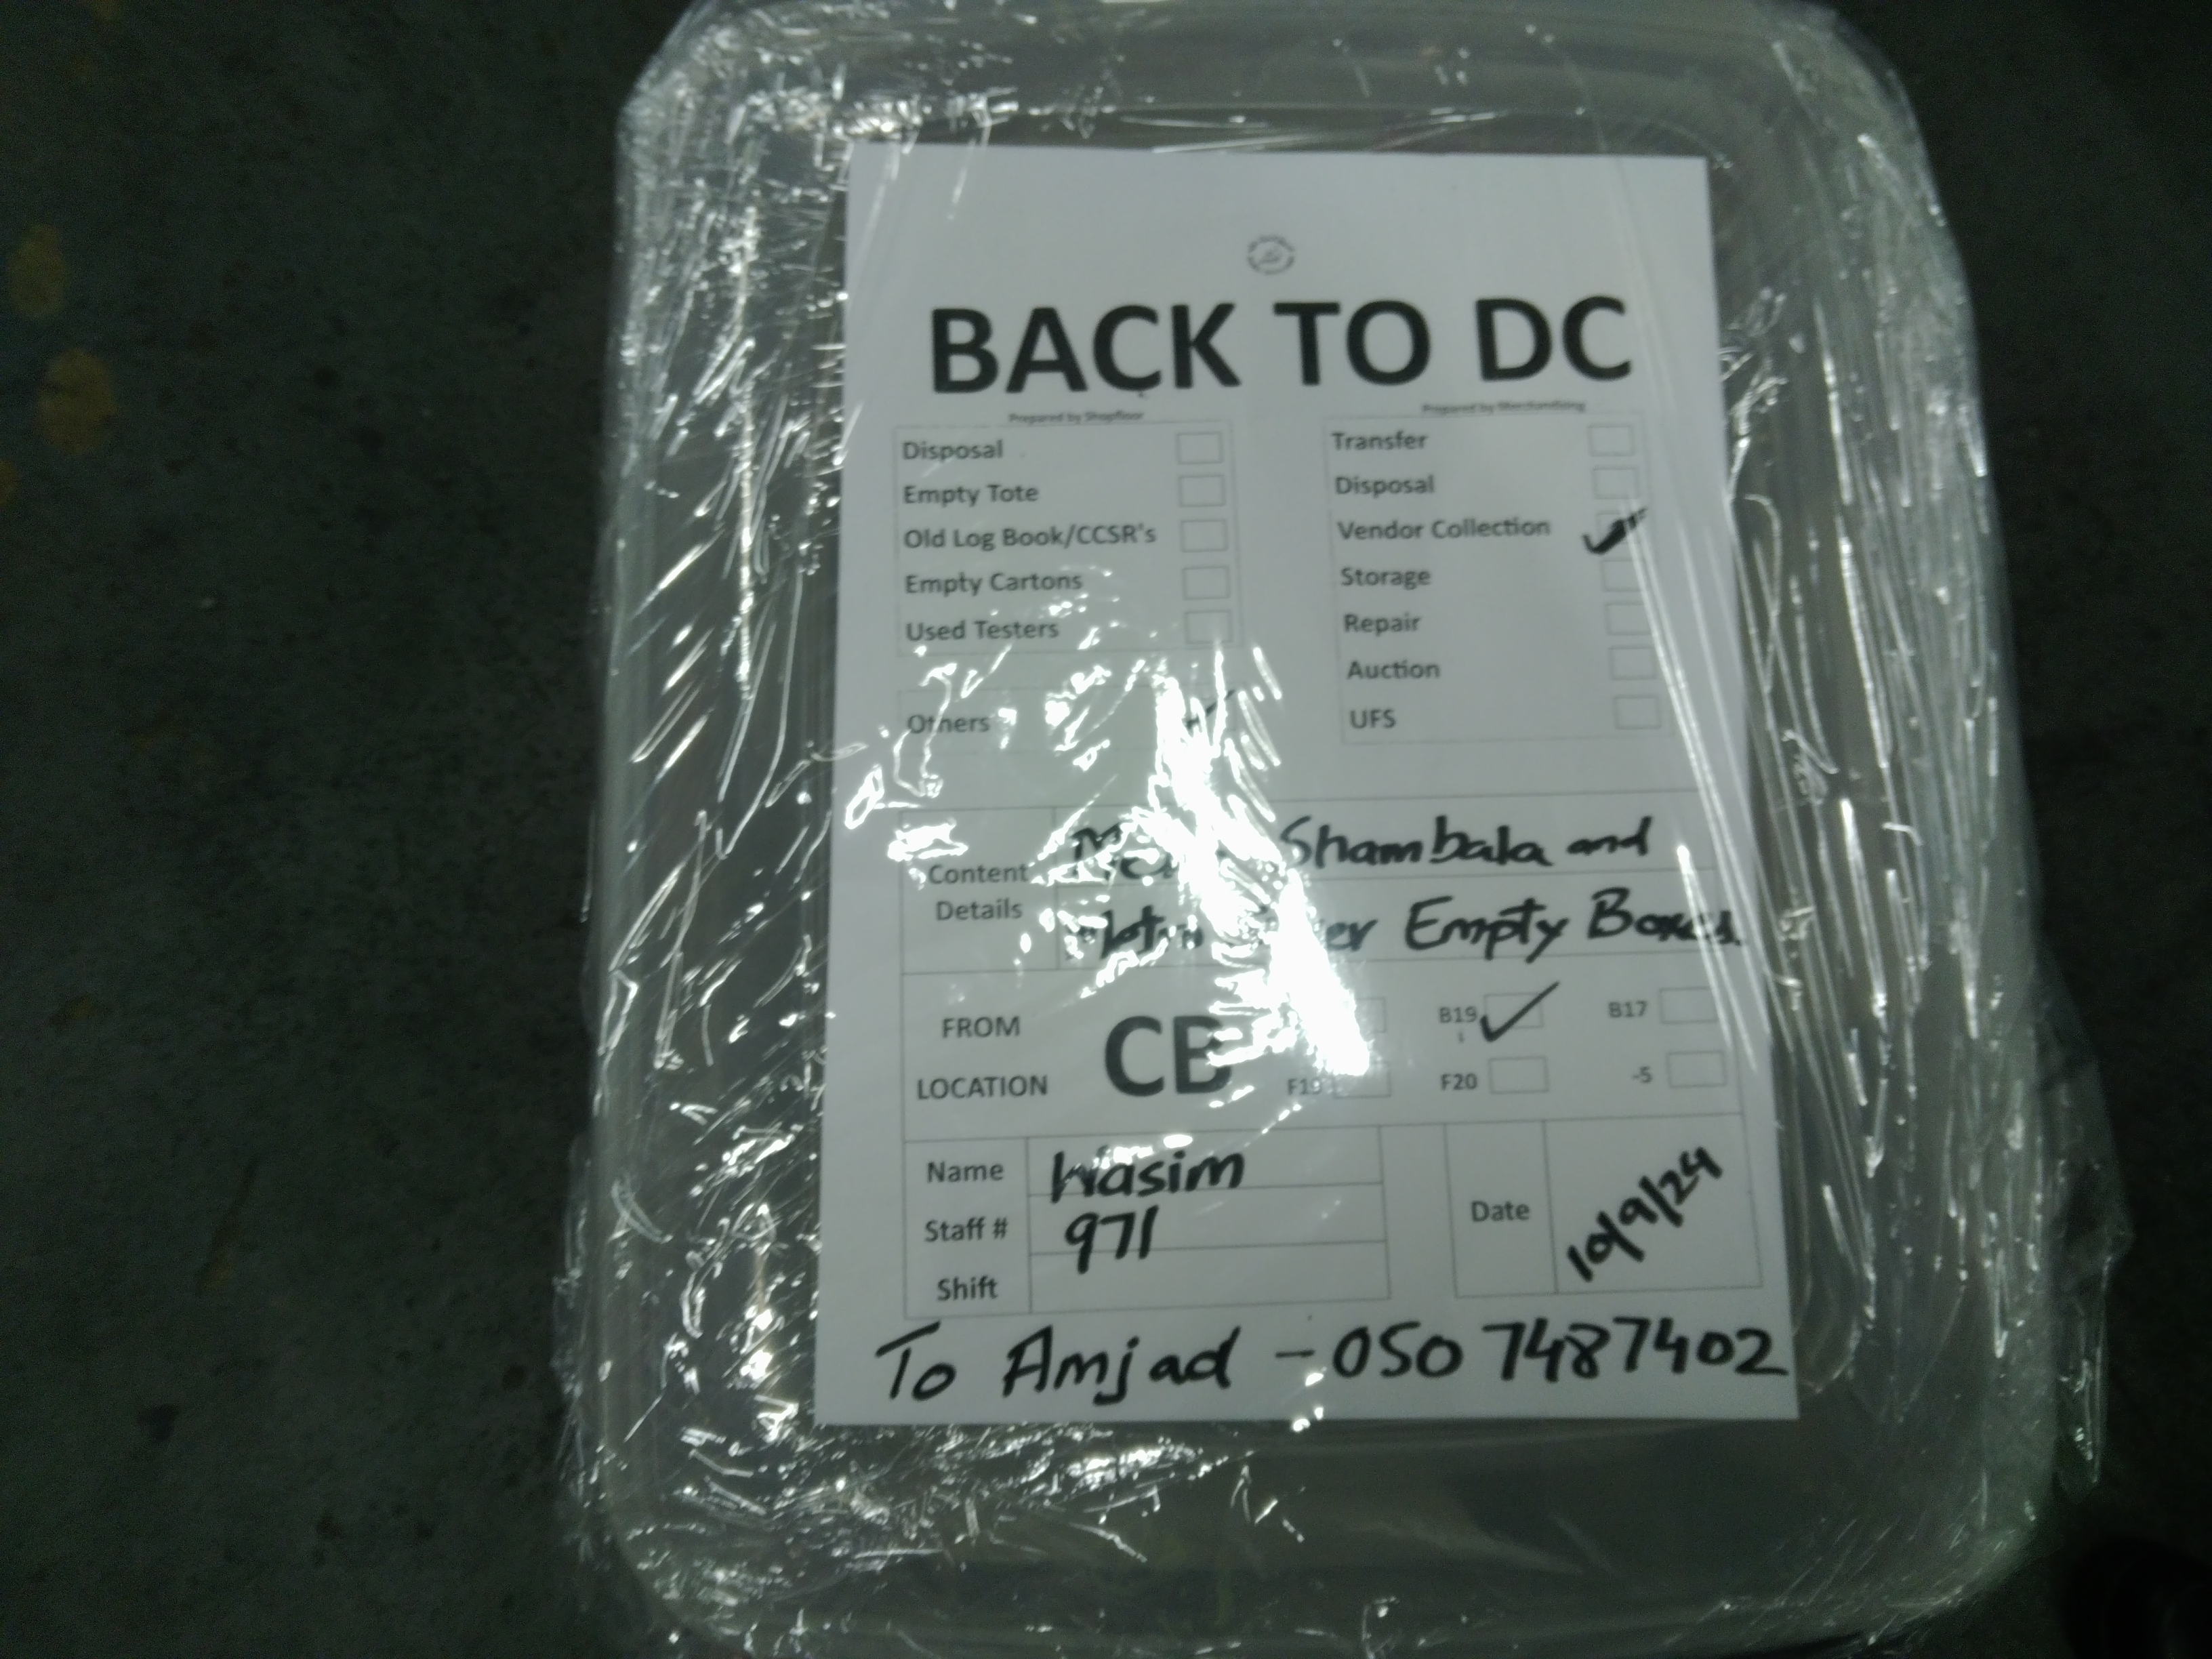 BACK TO DC
Prepared by Shopfloor
Disposal
Empty Tote
Old Log Book/CCSR's
Empty Cartons
Used Testers
Others
Prepared by Merchandising
Transfer
Disposal
Vendor Collection
Storage
Repair
Auction
UFS
Content Details
Shambala and
Empty Boxes.
FROM
LOCATION
CB
B19
B17
F19
F20
-5
Name Wasim
Staff # 971
Shift
Date 10/9/24
To Amjad - 050 7487402